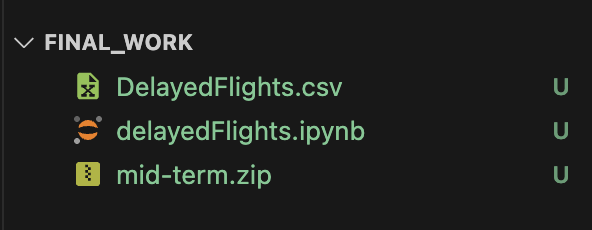 FINAL_WORK
DelayedFlights.csv U
delayedFlights.ipynb U
mid-term.zip U